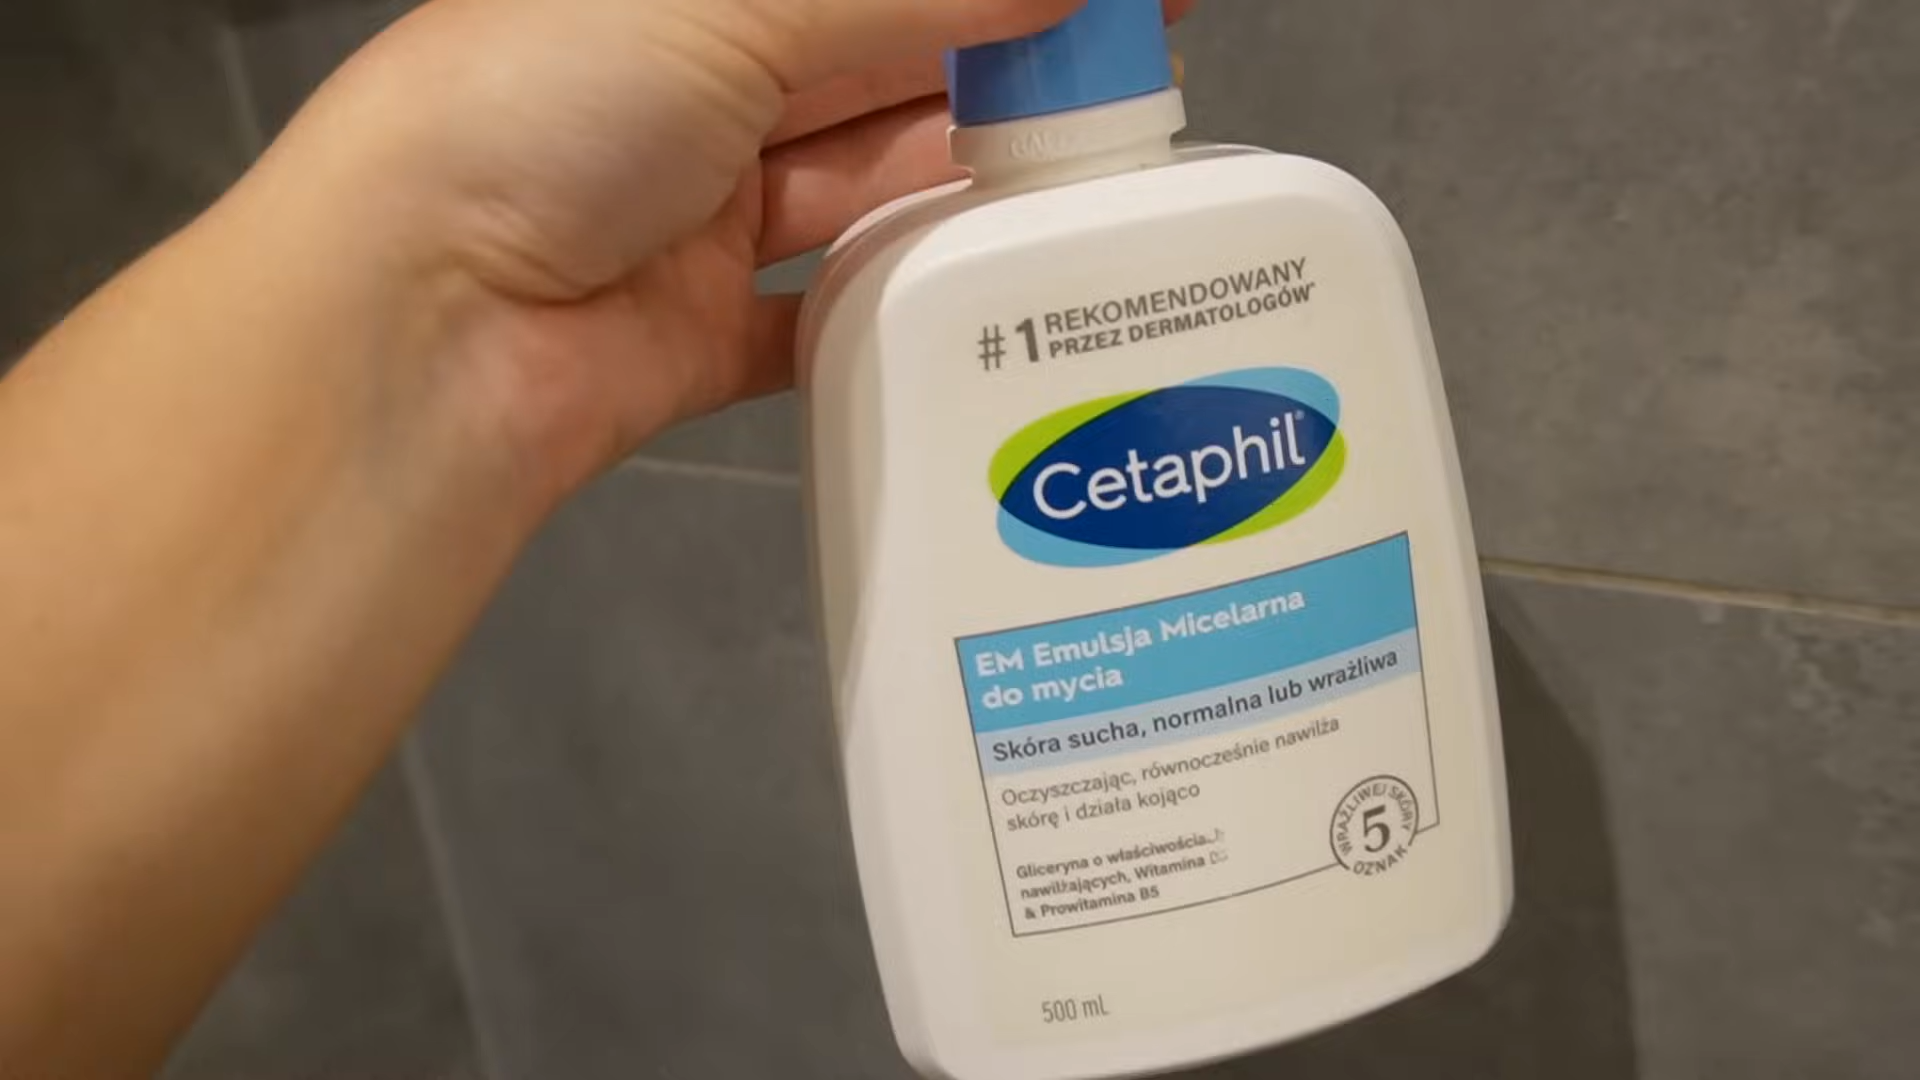 #1 REKOMENDOWANY
PRZEZ DERMATOLOGÓW*
Cetaphil®
EM Emulsja Micelarna
do mycia
Skóra sucha, normalna lub wrażliwa
Oczyszczając, równocześnie nawilża
skórę i działa kojąco
Gliceryna o
nawilżających, Witamina
& Prowitamina B5
WRAŻLIWEJ SKÓRY
5
OZNAK
500 mL